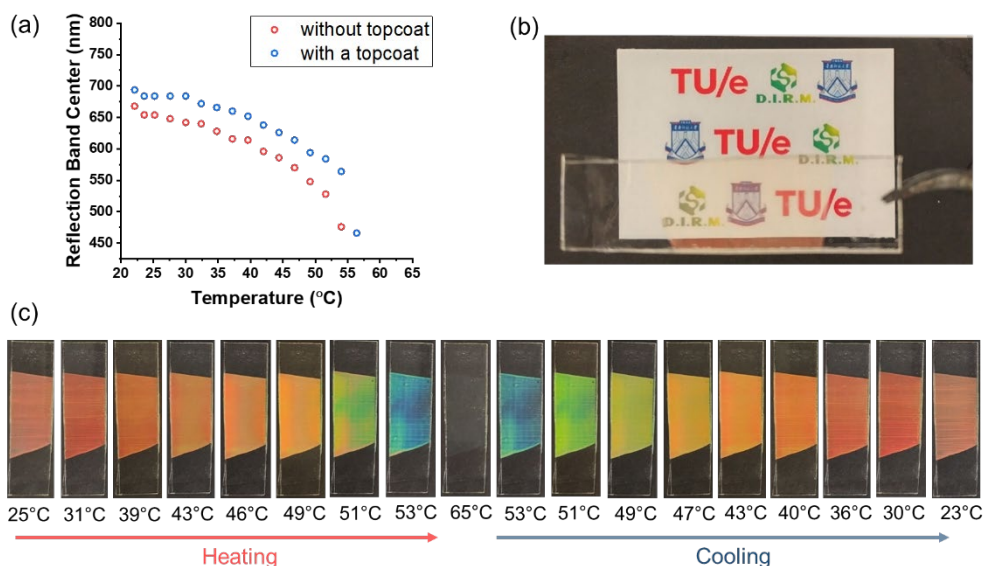 (a)
800
750
700
650
600
550
500
450
Reflection Band Center (nm)
without topcoat
with a topcoat
20 25 30 35 40 45 50 55 60 65
Temperature (°C)
(b)
TU/e D.I.R.M.
TU/e D.I.R.M.
D.I.R.M. TU/e
(c)
25°C 31°C 39°C 43°C 46°C 49°C 51°C 53°C 65°C 53°C 51°C 49°C 47°C 43°C 40°C 36°C 30°C 23°C
Heating Cooling